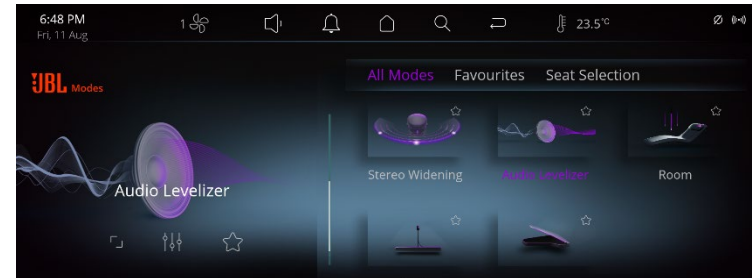 6:48 PM
Fri, 11 Aug
1
23.5°C
JBL Modes
All Modes Favourites Seat Selection
Audio Levelizer
Stereo Widening
Audio Levelizer
Room